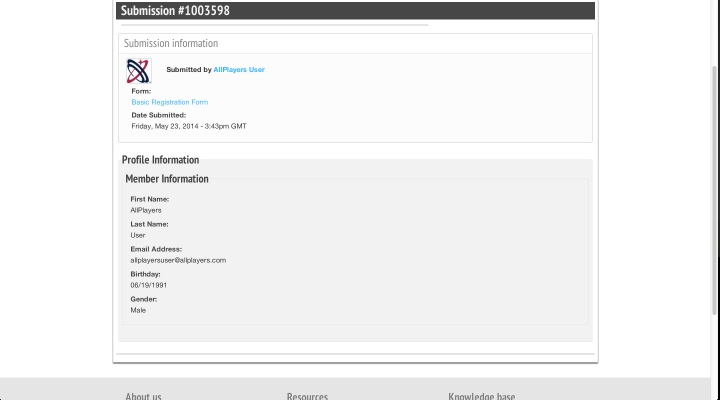 Submission #1003598
Submission information
Submitted by AllPlayers User
Form:
Basic Registration Form
Date Submitted:
Friday, May 23, 2014 - 3:43pm GMT
Profile Information
Member Information
First Name:
AllPlayers
Last Name:
User
Email Address:
allplayersuser@allplayers.com
Birthday:
06/19/1991
Gender:
Male
About us Resources Knowledge base